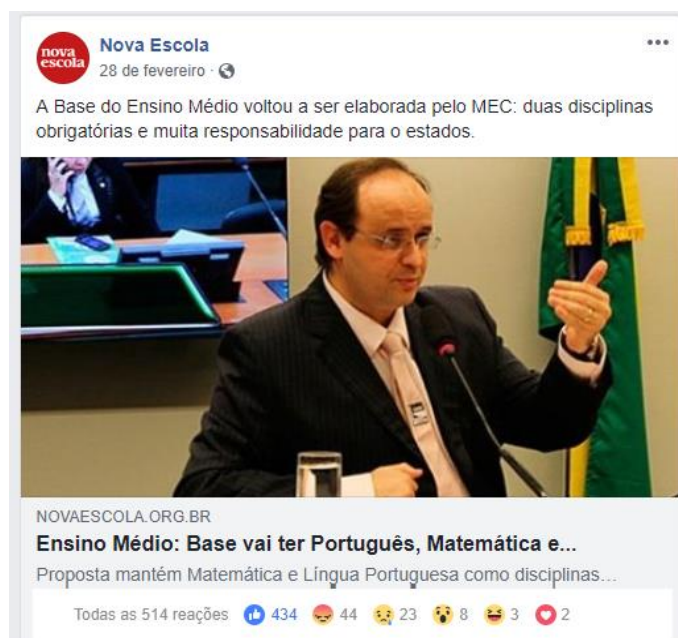 nova
escola
Nova Escola
28 de fevereiro ·
A Base do Ensino Médio voltou a ser elaborada pelo MEC: duas disciplinas
obrigatórias e muita responsabilidade para o estados.
NOVAESCOLA.ORG.BR
Ensino Médio: Base vai ter Português, Matemática e...
Proposta mantém Matemática e Língua Portuguesa como disciplinas...
Todas as 514 reações 434 44 23 8 3 2